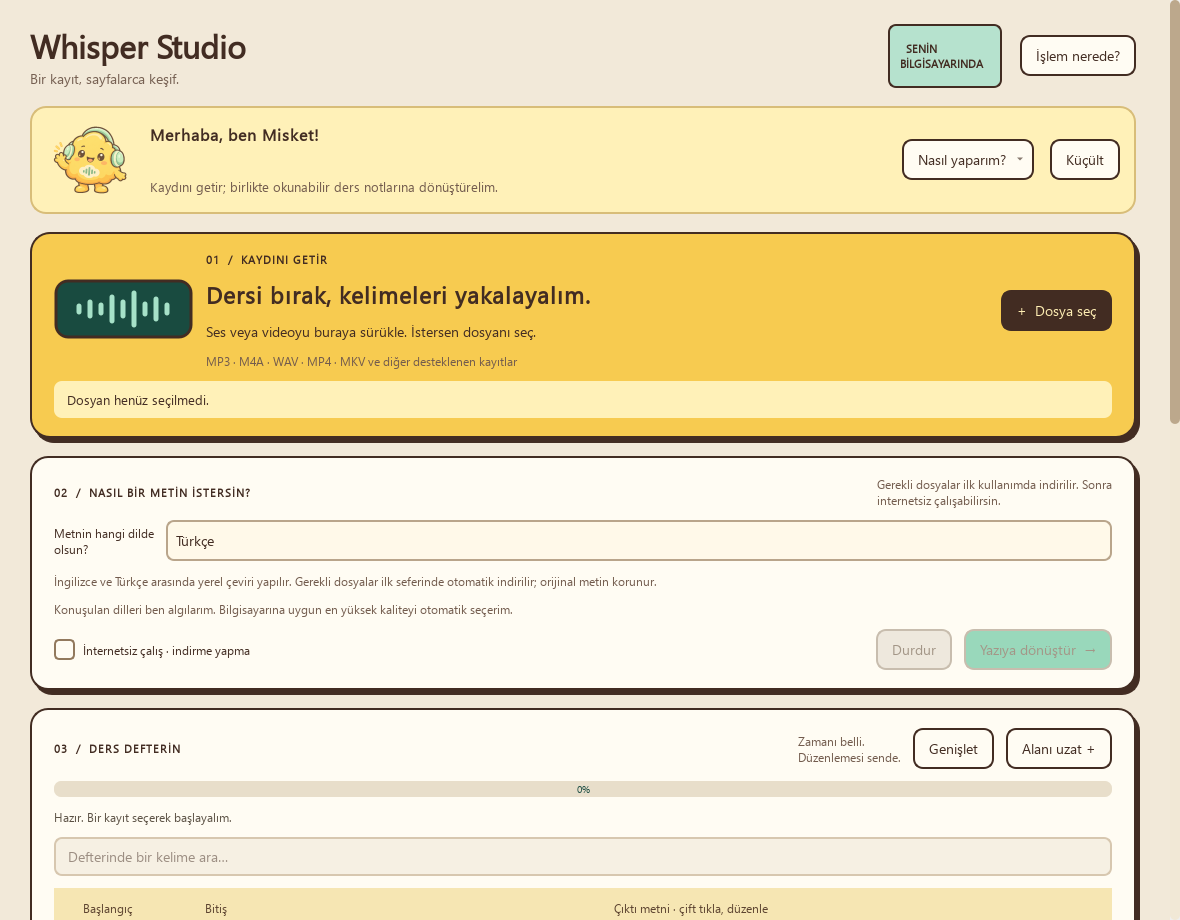 Whisper Studio
Bir kayıt, sayfalarca keşif.
SENİN
BİLGİSAYARINDA
İşlem nerede?
Merhaba, ben Misket!
Kaydını getir; birlikte okunabilir ders notlarına dönüştürelim.
Nasıl yaparım?
Küçült
01 / KAYDINI GETİR
Dersi bırak, kelimeleri yakalayalım.
Ses veya videoyu buraya sürükle. İstersen dosyanı seç.
MP3 · M4A · WAV · MP4 · MKV ve diğer desteklenen kayıtlar
+ Dosya seç
Dosyan henüz seçilmedi.
02 / NASIL BİR METİN İSTERSİN?
Gerekli dosyalar ilk kullanımda indirilir. Sonra
internetsiz çalışabilirsin.
Metnin hangi dilde
olsun?
Türkçe
İngilizce ve Türkçe arasında yerel çeviri yapılır. Gerekli dosyalar ilk seferinde otomatik indirilir; orijinal metin korunur.
Konuşulan dilleri ben algılarım. Bilgisayarına uygun en yüksek kaliteyi otomatik seçerim.
İnternetsiz çalış · indirme yapma
Durdur
Yazıya dönüştür →
03 / DERS DEFTERİN
Zamanı belli.
Düzenlemesi sende.
Genişlet
Alanı uzat +
0%
Hazır. Bir kayıt seçerek başlayalım.
Defterinde bir kelime ara...
Başlangıç
Bitiş
Çıktı metni · çift tıkla, düzenle